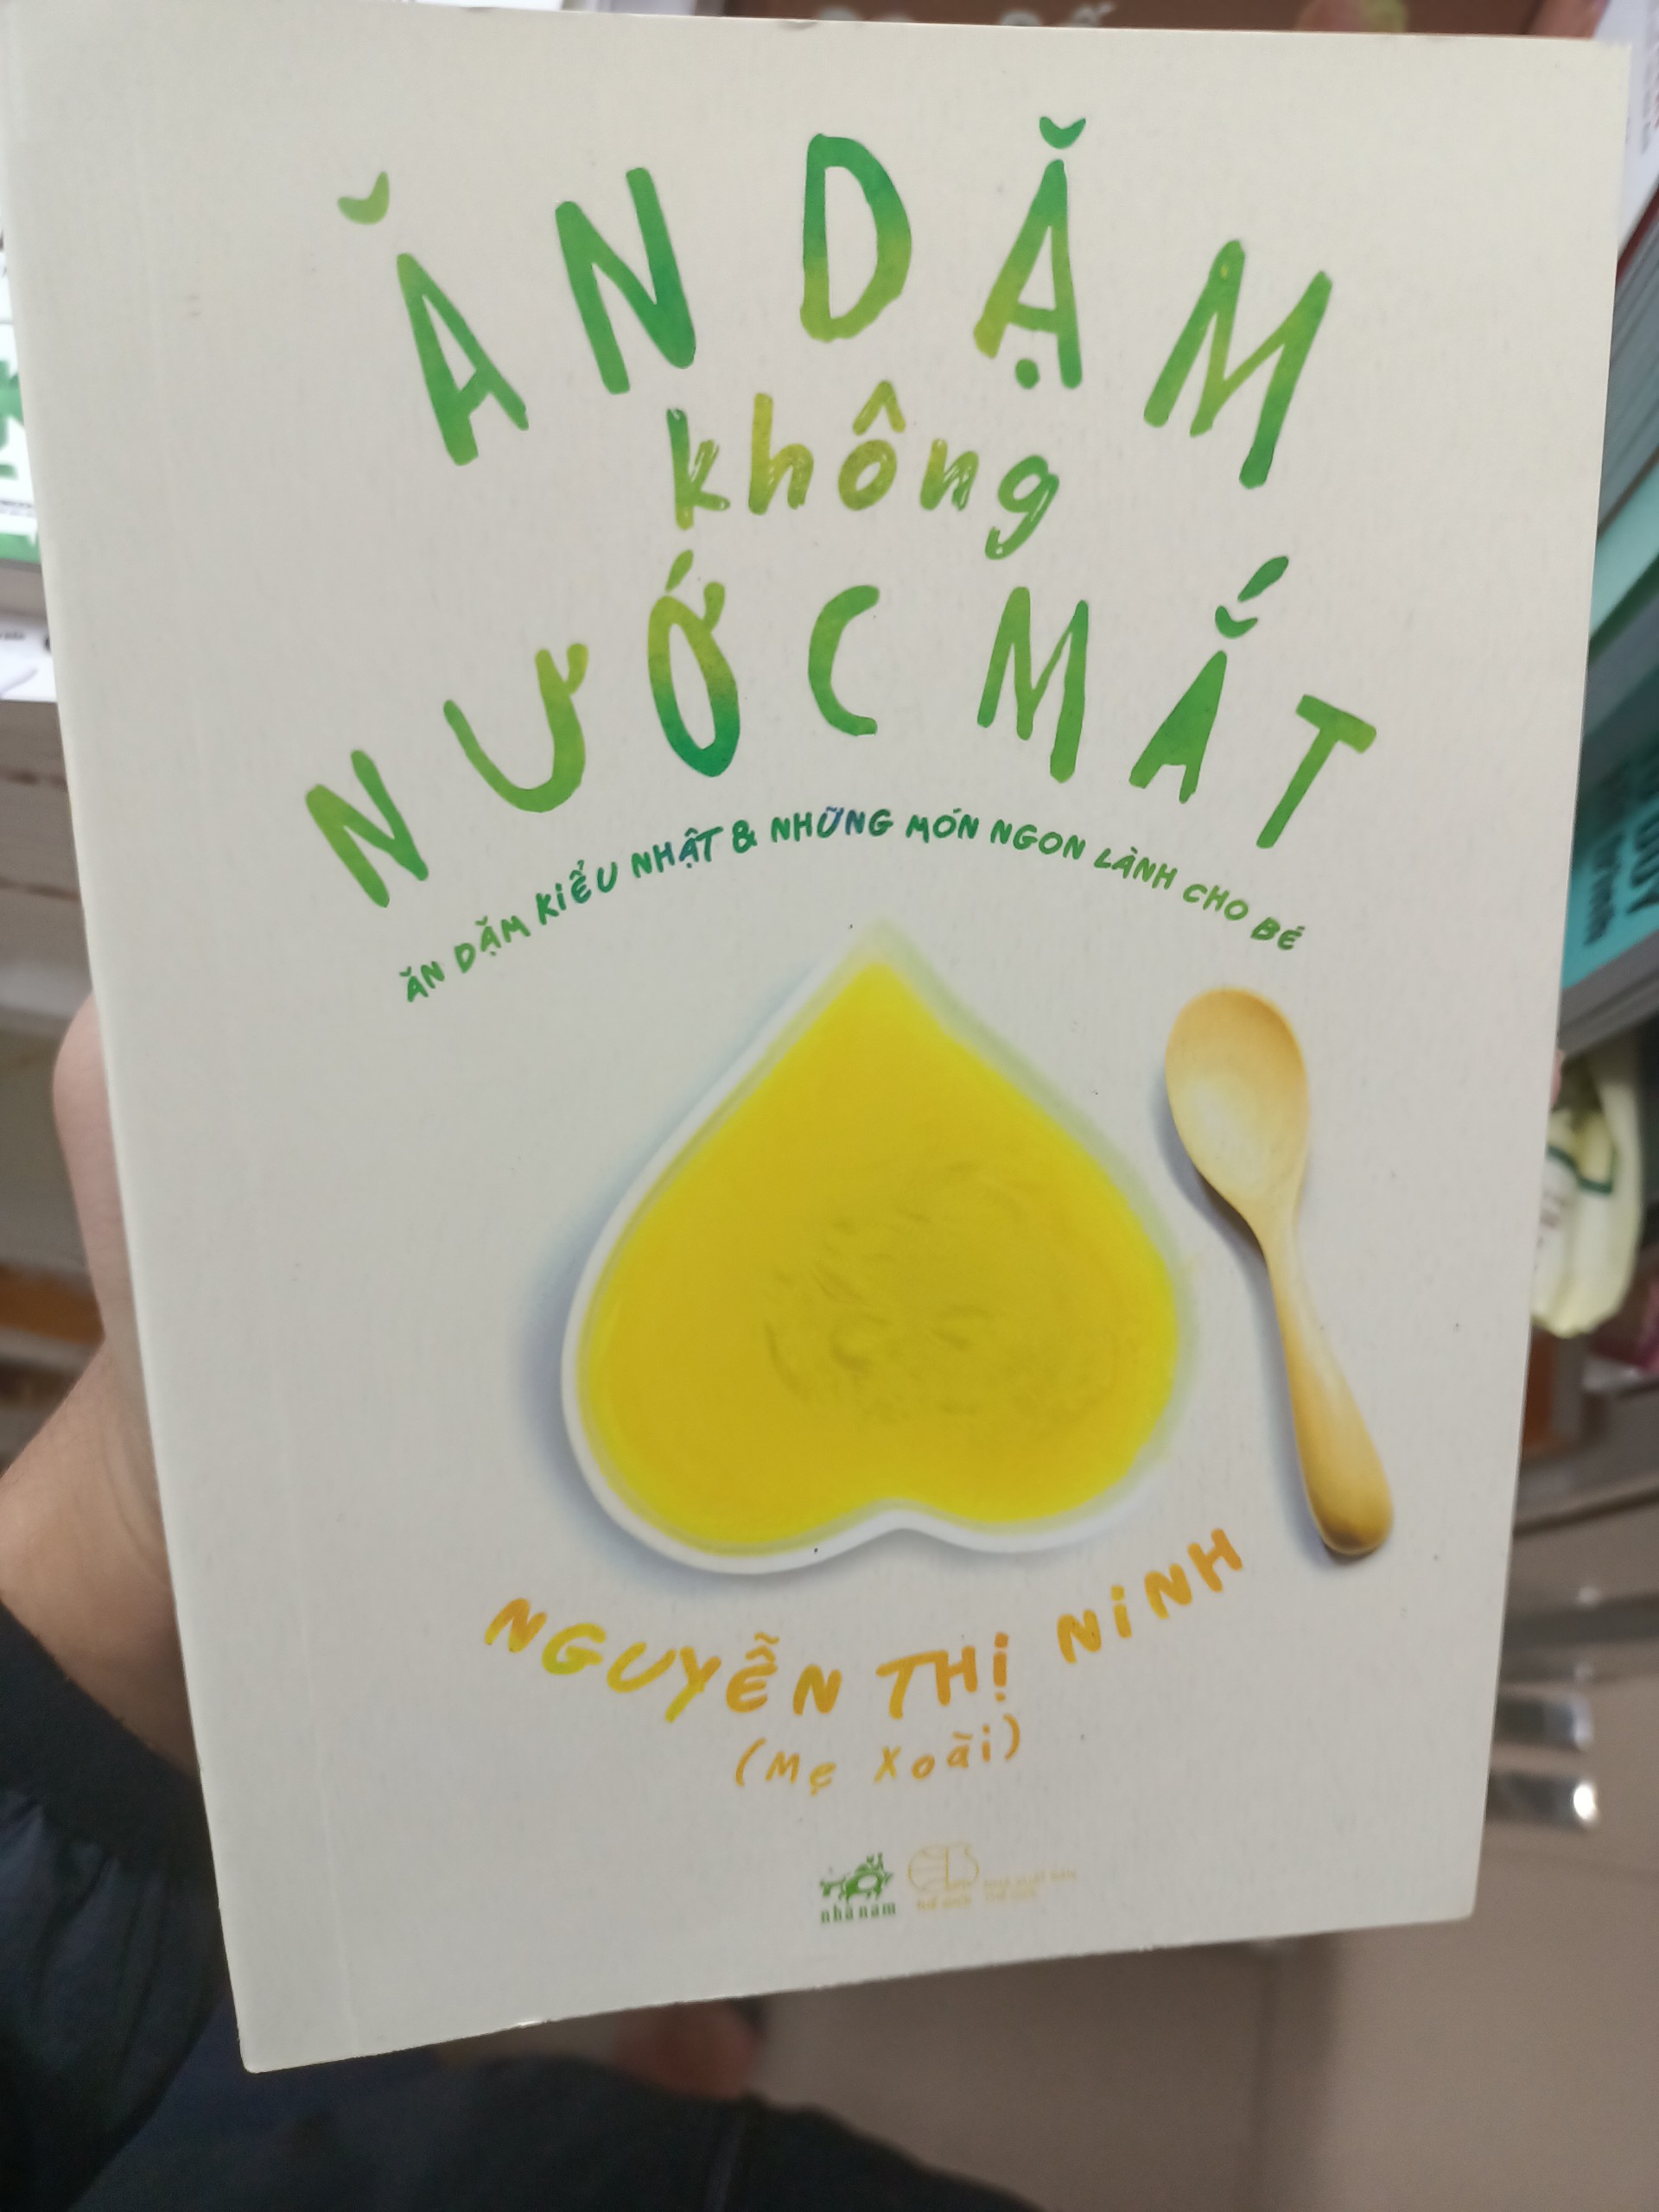 ĂN DẶM
không
NƯỚC MẮT
ĂN DẶM KIỂU NHẬT & NHỮNG MÓN NGON LÀNH CHO BÉ
NGUYỄN THỊ NINH
(Mẹ Xoài)
nhã nam